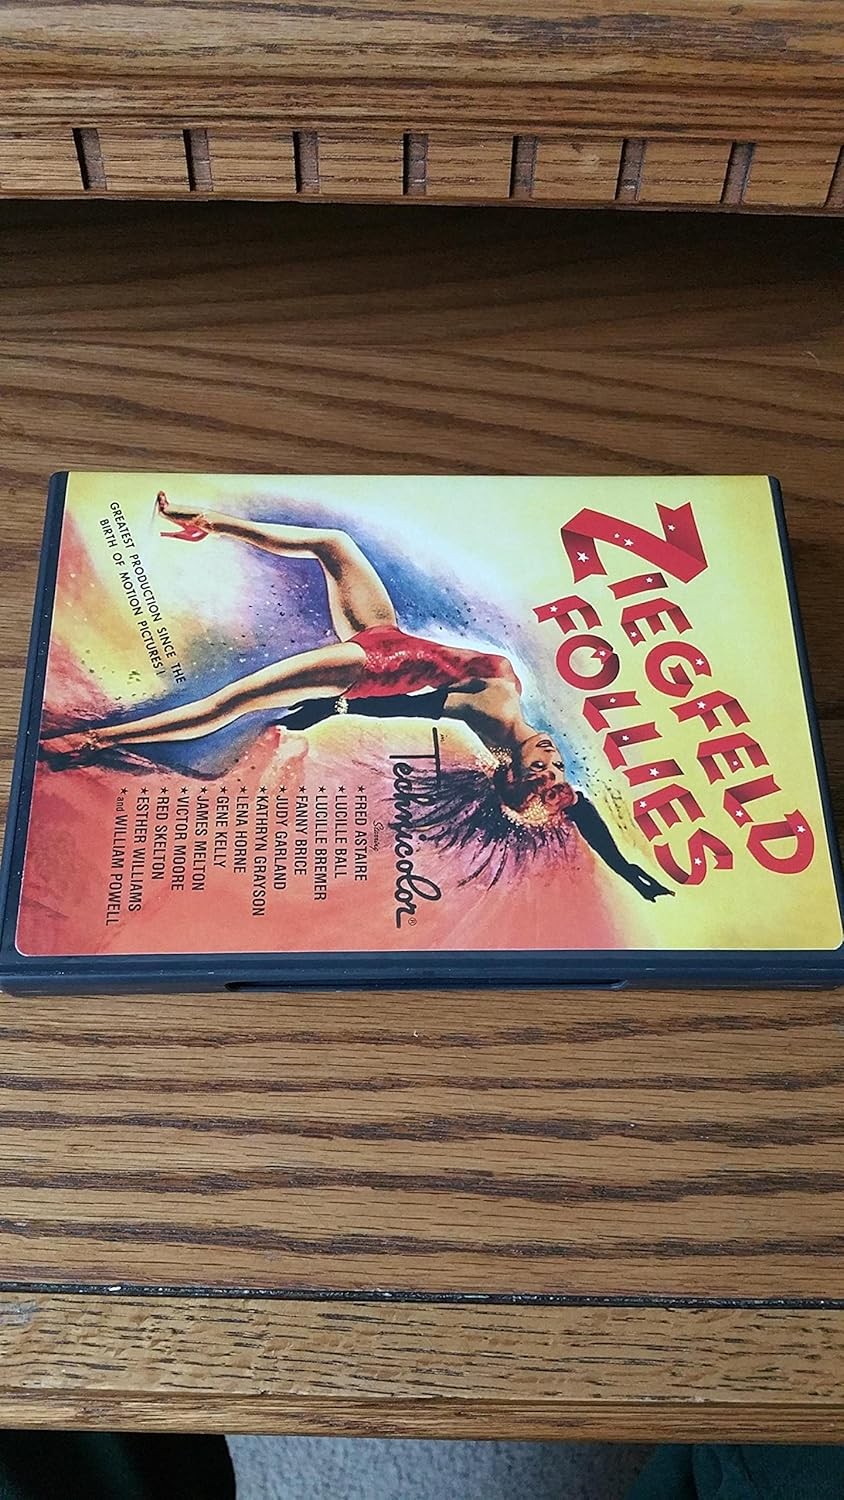 ZIEGFELD
FOLLIES
in
Technicolor®
Starring
★ FRED ASTAIRE
★ LUCILLE BALL
★ LUCILLE BREMER
★ FANNY BRICE
★ JUDY GARLAND
★ KATHRYN GRAYSON
★ LENA HORNE
★ GENE KELLY
★ JAMES MELTON
★ VICTOR MOORE
★ RED SKELTON
★ ESTHER WILLIAMS
★ and WILLIAM POWELL
GREATEST PRODUCTION SINCE THE
BIRTH OF MOTION PICTURES!